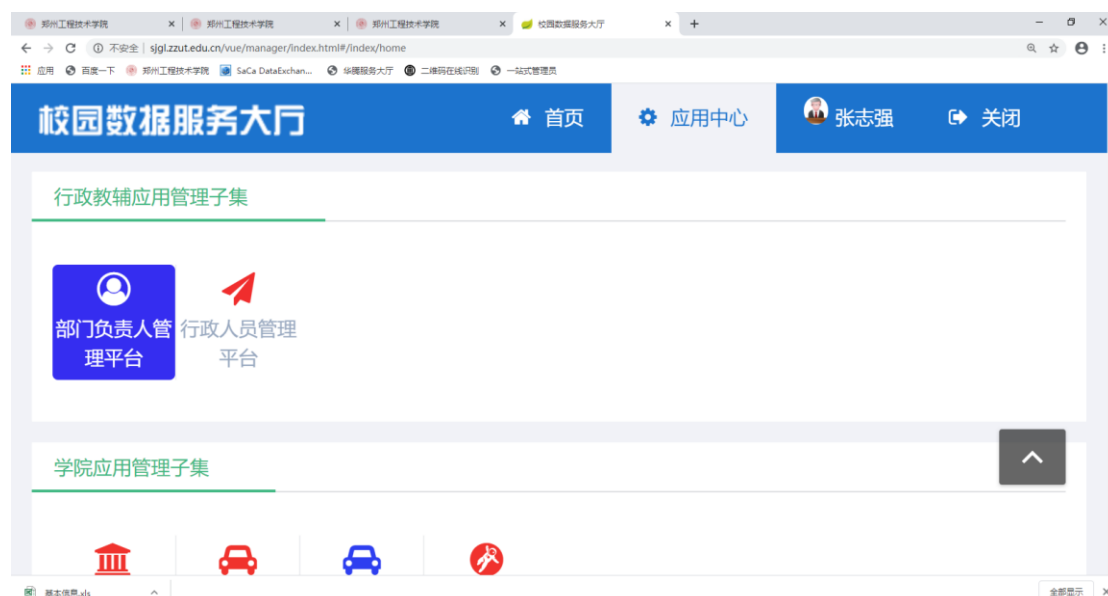 郑州工程技术学院
郑州工程技术学院
郑州工程技术学院
校园数据服务大厅
不安全 | sjgl.zzut.edu.cn/vue/manager/index.html#/index/home
应用 百度一下 郑州工程技术学院 SaCa DataExchan... 华腾服务大厅 二维码在线识别 一站式管理员
校园数据服务大厅 首页 应用中心 张志强 关闭
行政教辅应用管理子集
部门负责人管
理平台
行政人员管理
平台
学院应用管理子集
基本信息.xls 全部显示